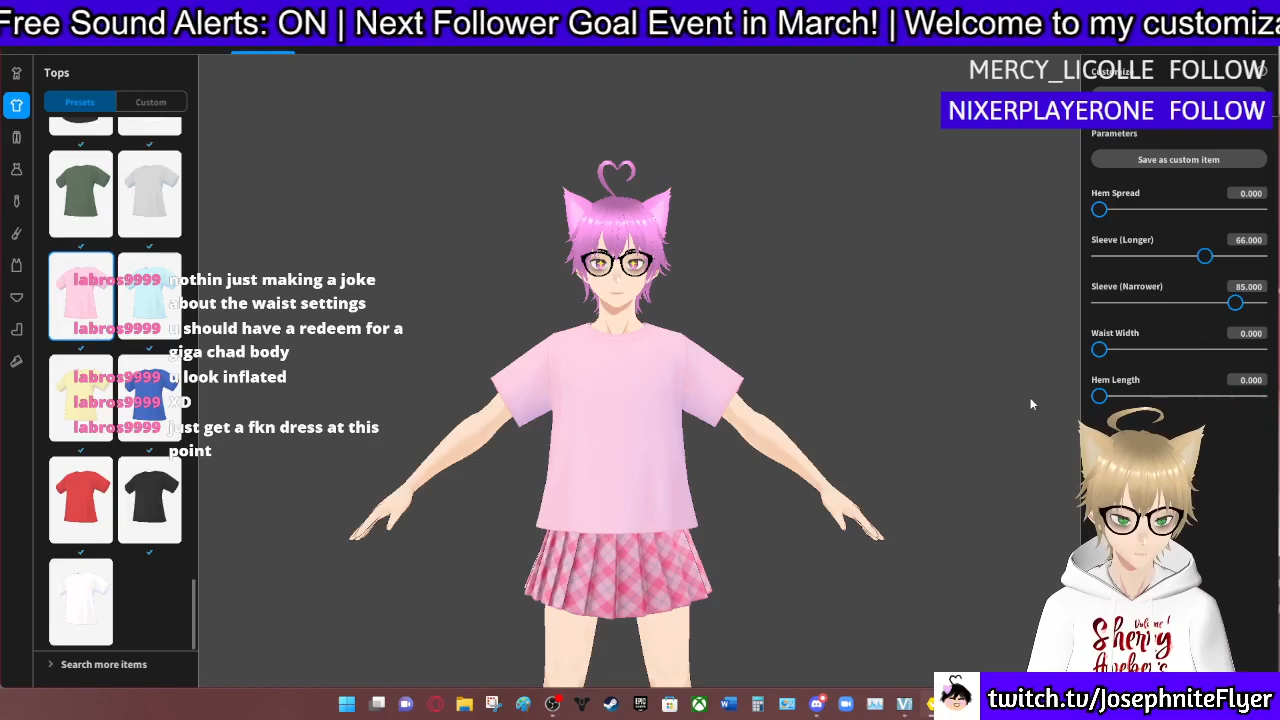 Free Sound Alerts: ON | Next Follower Goal Event in March! | Welcome to my customiza
Tops
Presets
Custom
MERCY_LICOLLE FOLLOW
NIXERPLAYERONE FOLLOW
Parameters
Save as custom item
Hem Spread
0.000
Sleeve (Longer)
66.000
Sleeve (Narrower)
85.000
Waist Width
0.000
Hem Length
0.000
labros9999 nothin just making a joke
about the waist settings
labros9999 u should have a redeem for a
giga chad body
labros9999 u look inflated
labros9999 XD
labros9999 just get a fkn dress at this
point
Search more items
Sherry
twitch.tv/JosephniteFlyer